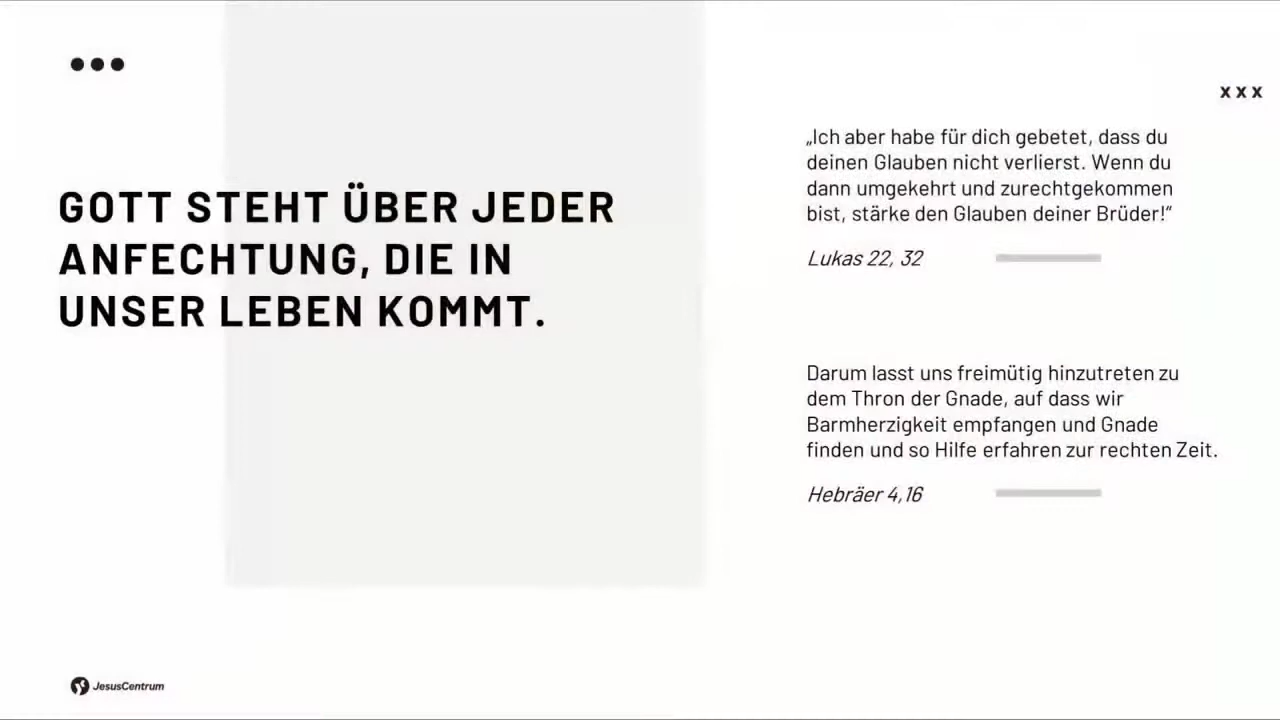 x x x
GOTT STEHT ÜBER JEDER
ANFECHTUNG, DIE IN
UNSER LEBEN KOMMT.
„Ich aber habe für dich gebetet, dass du
deinen Glauben nicht verlierst. Wenn du
dann umgekehrt und zurechtgekommen
bist, stärke den Glauben deiner Brüder!“
Lukas 22, 32
Darum lasst uns freimütig hinzutreten zu
dem Thron der Gnade, auf dass wir
Barmherzigkeit empfangen und Gnade
finden und so Hilfe erfahren zur rechten Zeit.
Hebräer 4,16
JesusCentrum